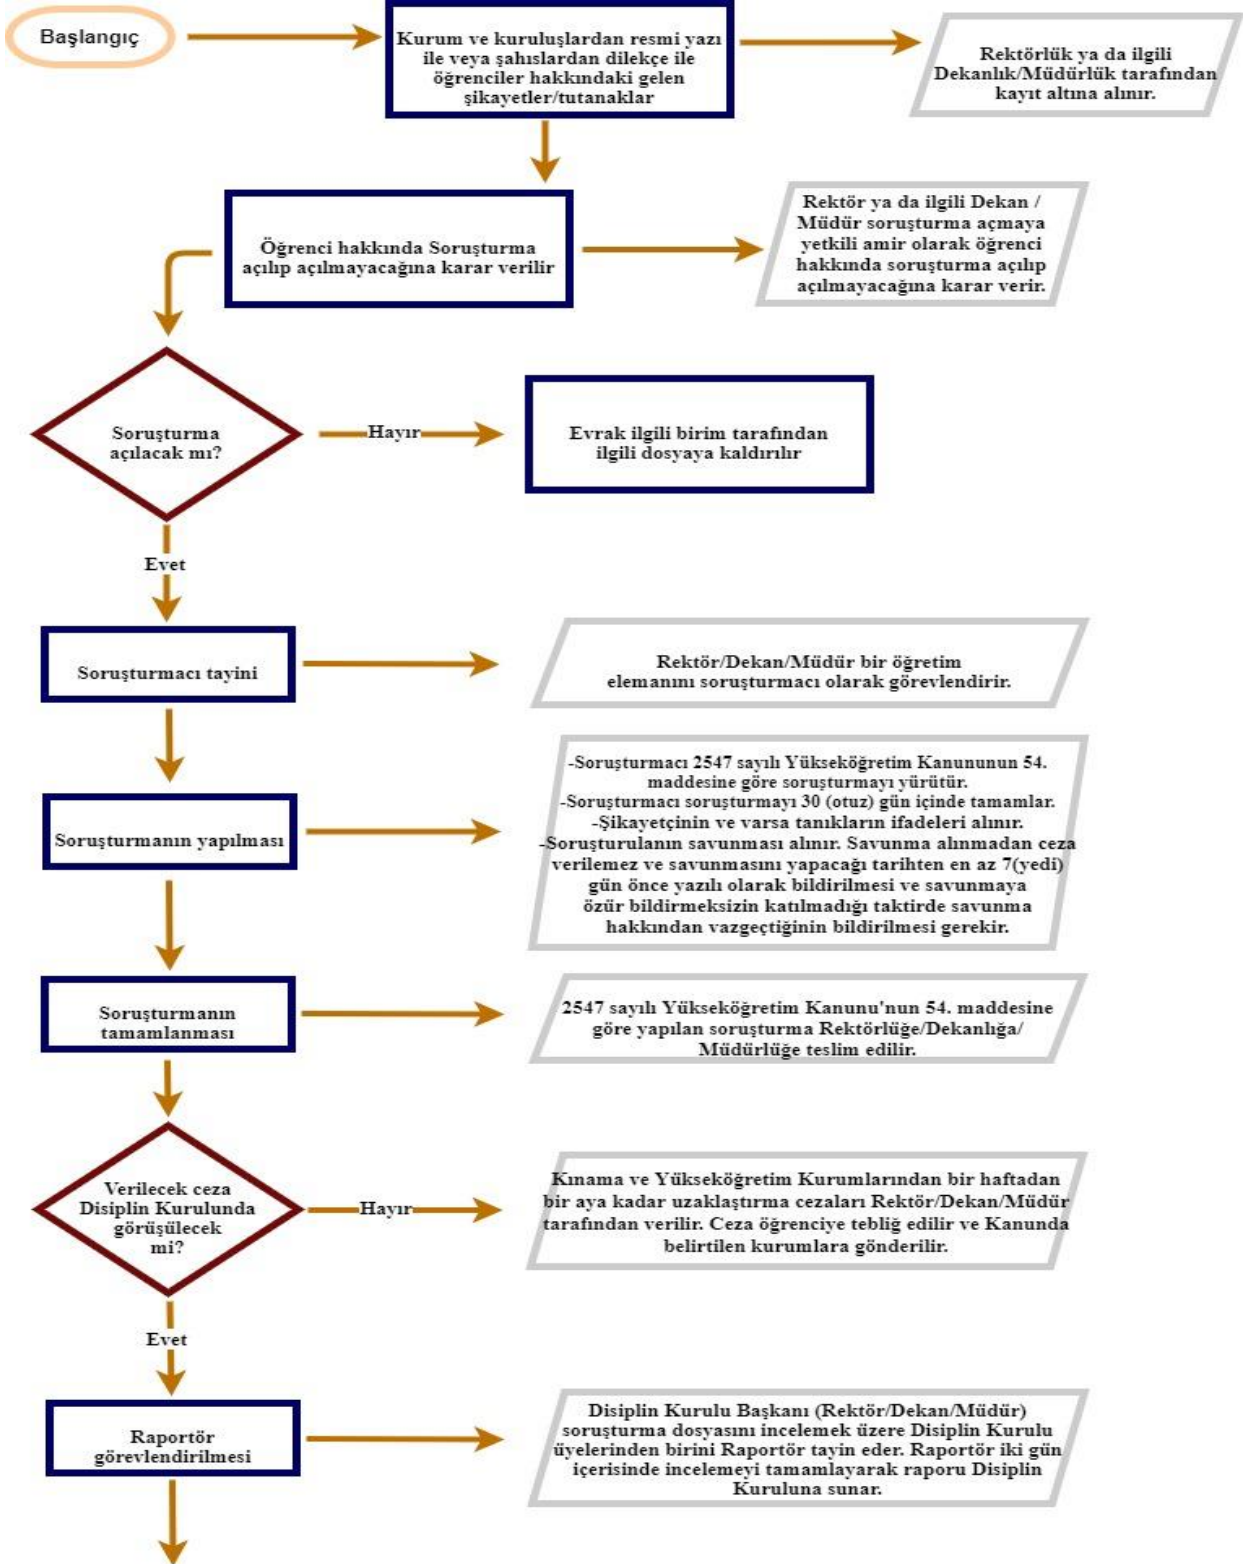 Başlangıç
Kurum ve kuruluşlardan resmi yazı
ile veya şahıslardan dilekçe ile
öğrenciler hakkındaki gelen
şikayetler/tutanaklar
Rektörlük ya da ilgili
Dekanlık/Müdürlük tarafından
kayıt altına alınır.
Öğrenci hakkında Soruşturma
açılıp açılmayacağına karar verilir
Rektör ya da ilgili Dekan /
Müdür soruşturma açmaya
yetkili amir olarak öğrenci
hakkında soruşturma açılıp
açılmayacağına karar verir.
Soruşturma
açılacak mı?
Hayır
Evrak ilgili birim tarafından
ilgili dosyaya kaldırılır
Evet
Soruşturmacı tayini
Rektör/Dekan/Müdür bir öğretim
elemanını soruşturmacı olarak görevlendirir.
Soruşturmanın yapılması
-Soruşturmacı 2547 sayılı Yükseköğretim Kanununun 54.
maddesine göre soruşturmayı yürütür.
-Soruşturmacı soruşturmayı 30 (otuz) gün içinde tamamlar.
-Şikayetçinin ve varsa tanıkların ifadeleri alınır.
-Soruşturulanın savunması alınır. Savunma alınmadan ceza
verilemez ve savunmasını yapacağı tarihten en az 7(yedi)
gün önce yazılı olarak bildirilmesi ve savunmaya
özür bildirmeksizin katılmadığı taktirde savunma
hakkından vazgeçtiğinin bildirilmesi gerekir.
Soruşturmanın
tamamlanması
2547 sayılı Yükseköğretim Kanunu'nun 54. maddesine
göre yapılan soruşturma Rektörlüğe/Dekanlığa/
Müdürlüğe teslim edilir.
Verilecek ceza
Disiplin Kurulunda
görüşülecek
mi?
Hayır
Kınama ve Yükseköğretim Kurumlarından bir haftadan
bir aya kadar uzaklaştırma cezaları Rektör/Dekan/Müdür
tarafından verilir. Ceza öğrenciye tebliğ edilir ve Kanunda
belirtilen kurumlara gönderilir.
Evet
Raportör
görevlendirilmesi
Disiplin Kurulu Başkanı (Rektör/Dekan/Müdür)
soruşturma dosyasını incelemek üzere Disiplin Kurulu
üyelerinden birini Raportör tayin eder. Raportör iki gün
içerisinde incelemeyi tamamlayarak raporu Disiplin
Kuruluna sunar.